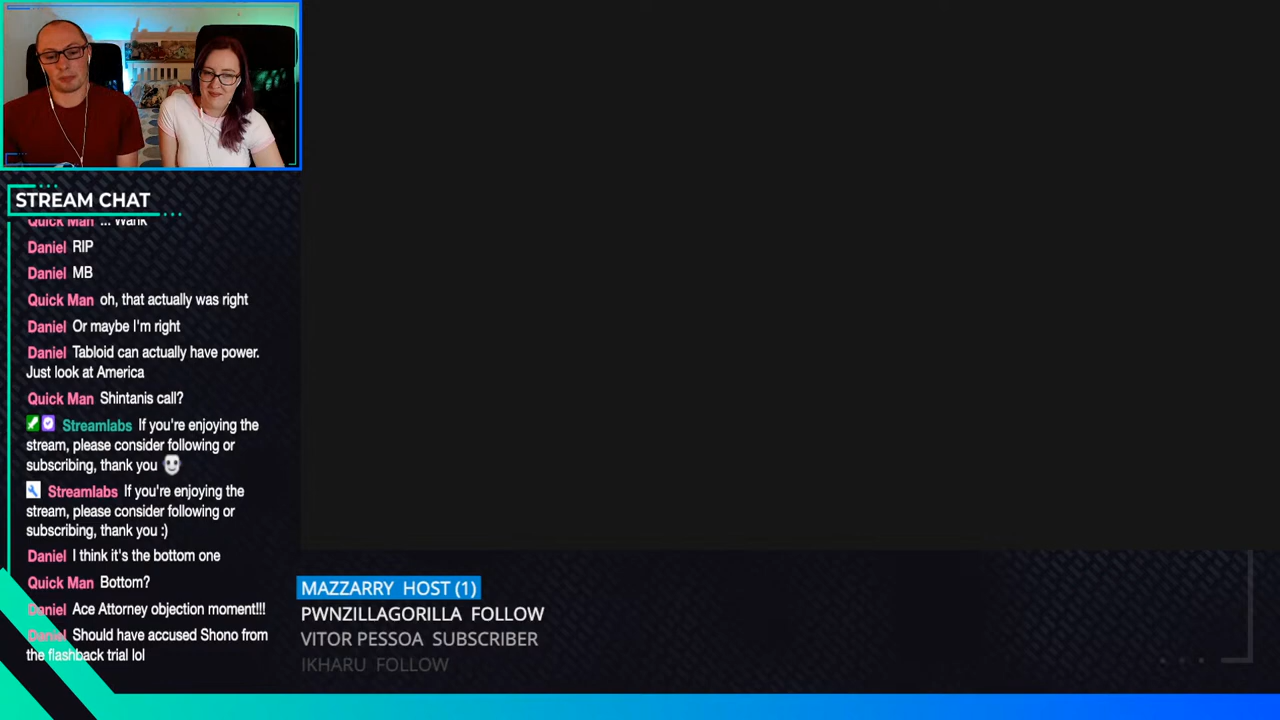 STREAM CHAT
Quick Man ... Wank
Daniel RIP
Daniel MB
Quick Man oh, that actually was right
Daniel Or maybe I'm right
Daniel Tabloid can actually have power.
Just look at America
Quick Man Shintanis call?
Streamlabs If you're enjoying the
stream, please consider following or
subscribing, thank you
Streamlabs If you're enjoying the
stream, please consider following or
subscribing, thank you :)
Daniel I think it's the bottom one
Quick Man Bottom?
Daniel Ace Attorney objection moment!!!
Daniel Should have accused Shono from
the flashback trial lol
MAZZARRY HOST (1)
PWNZILLAGORILLA FOLLOW
VITOR PESSOA SUBSCRIBER
IKHARU FOLLOW